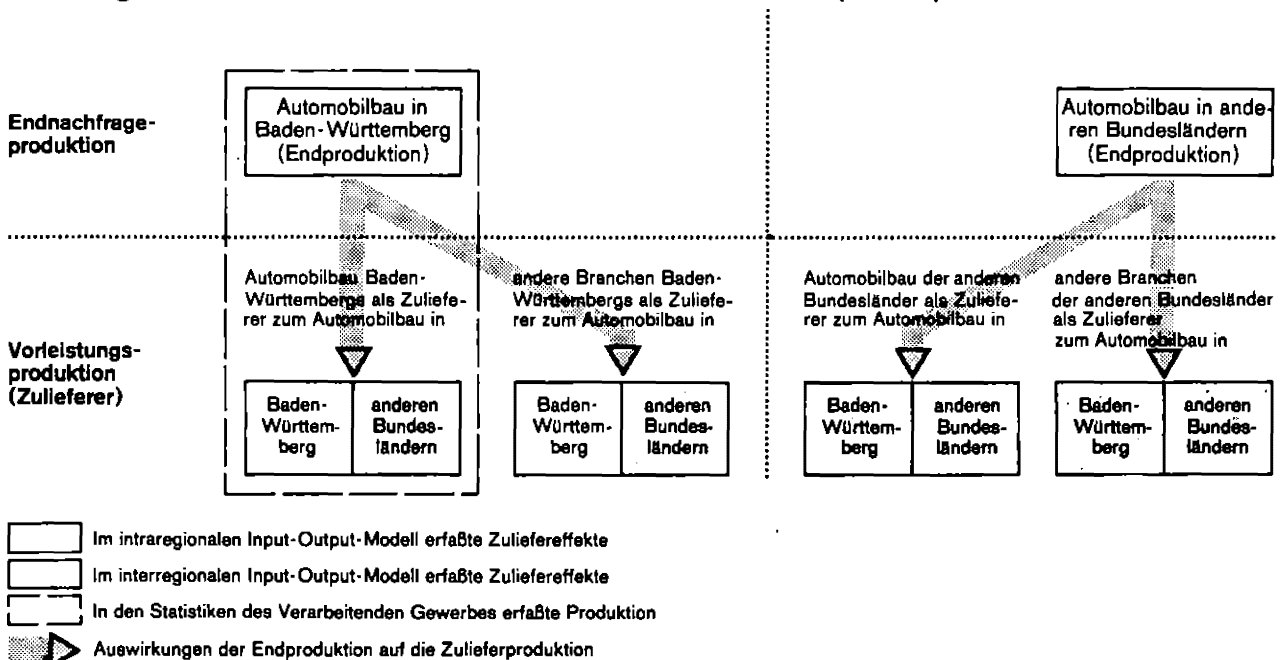 Endnachfrage-
produktion
Automobilbau in
Baden-Württemberg
(Endproduktion)
Automobilbau in ande-
ren Bundesländern
(Endproduktion)
Vorleistungs-
produktion
(Zulieferer)
Automobilbau Baden-
Württembergs als Zuliefe-
rer zum Automobilbau in
andere Branchen Baden-
Württembergs als Zuliefe-
rer zum Automobilbau in
Automobilbau der anderen
Bundesländer als Zuliefe-
rer zum Automobilbau in
andere Branchen
der anderen Bundesländer
als Zulieferer
zum Automobilbau in
Baden-
Württem-
berg
anderen
Bundes-
ländern
Baden-
Württem-
berg
anderen
Bundes-
ländern
Baden-
Württem-
berg
anderen
Bundes-
ländern
Baden-
Württem-
berg
anderen
Bundes-
ländern
Im intraregionalen Input-Output-Modell erfaßte Zuliefereffekte
Im interregionalen Input-Output-Modell erfaßte Zuliefereffekte
In den Statistiken des Verarbeitenden Gewerbes erfaßte Produktion
Auswirkungen der Endproduktion auf die Zulieferproduktion